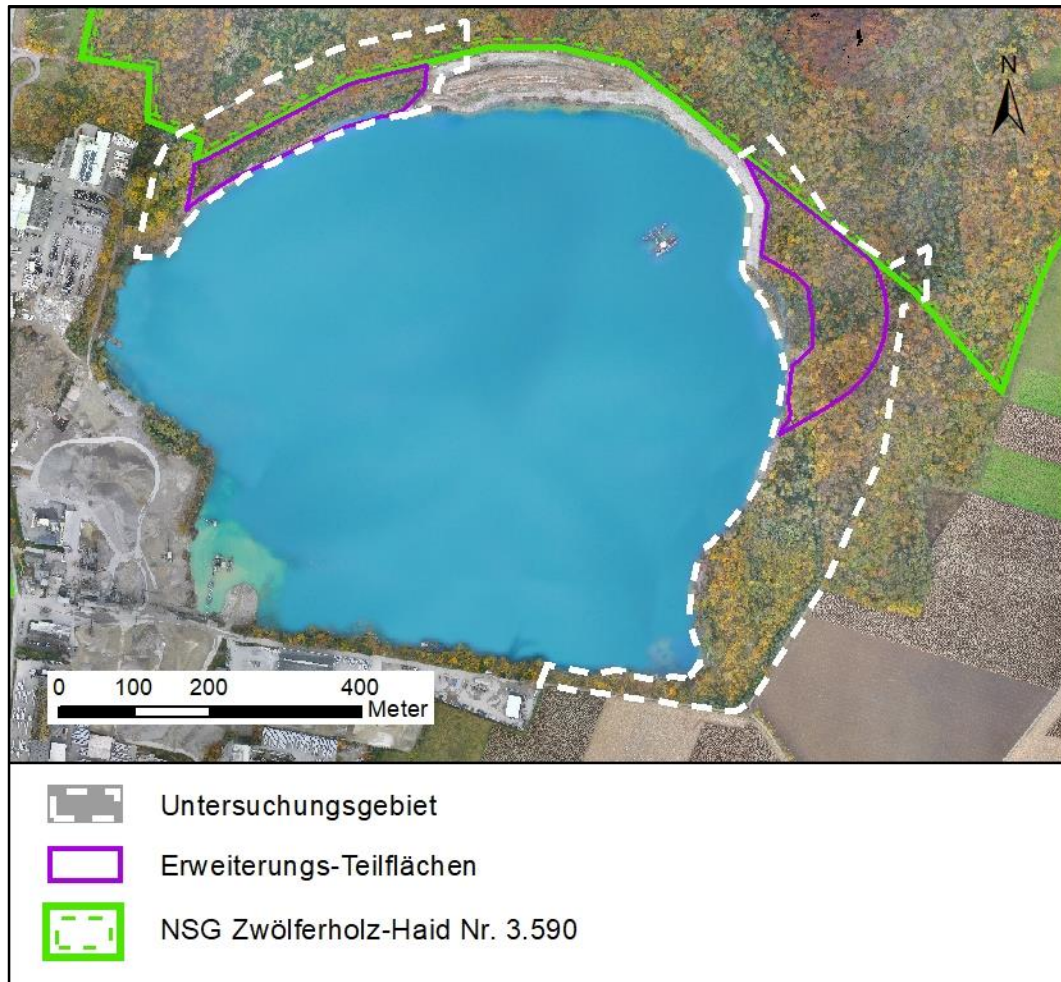 N
0 100 200 400
Meter
Untersuchungsgebiet
Erweiterungs-Teilflächen
NSG Zwölferholz-Haid Nr. 3.590